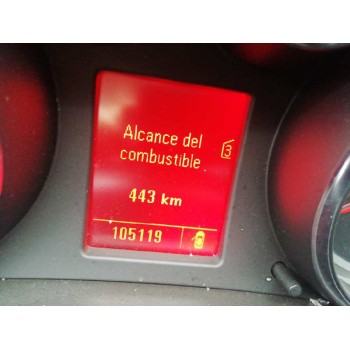 Alcance del
combustible
3
443 km
105119